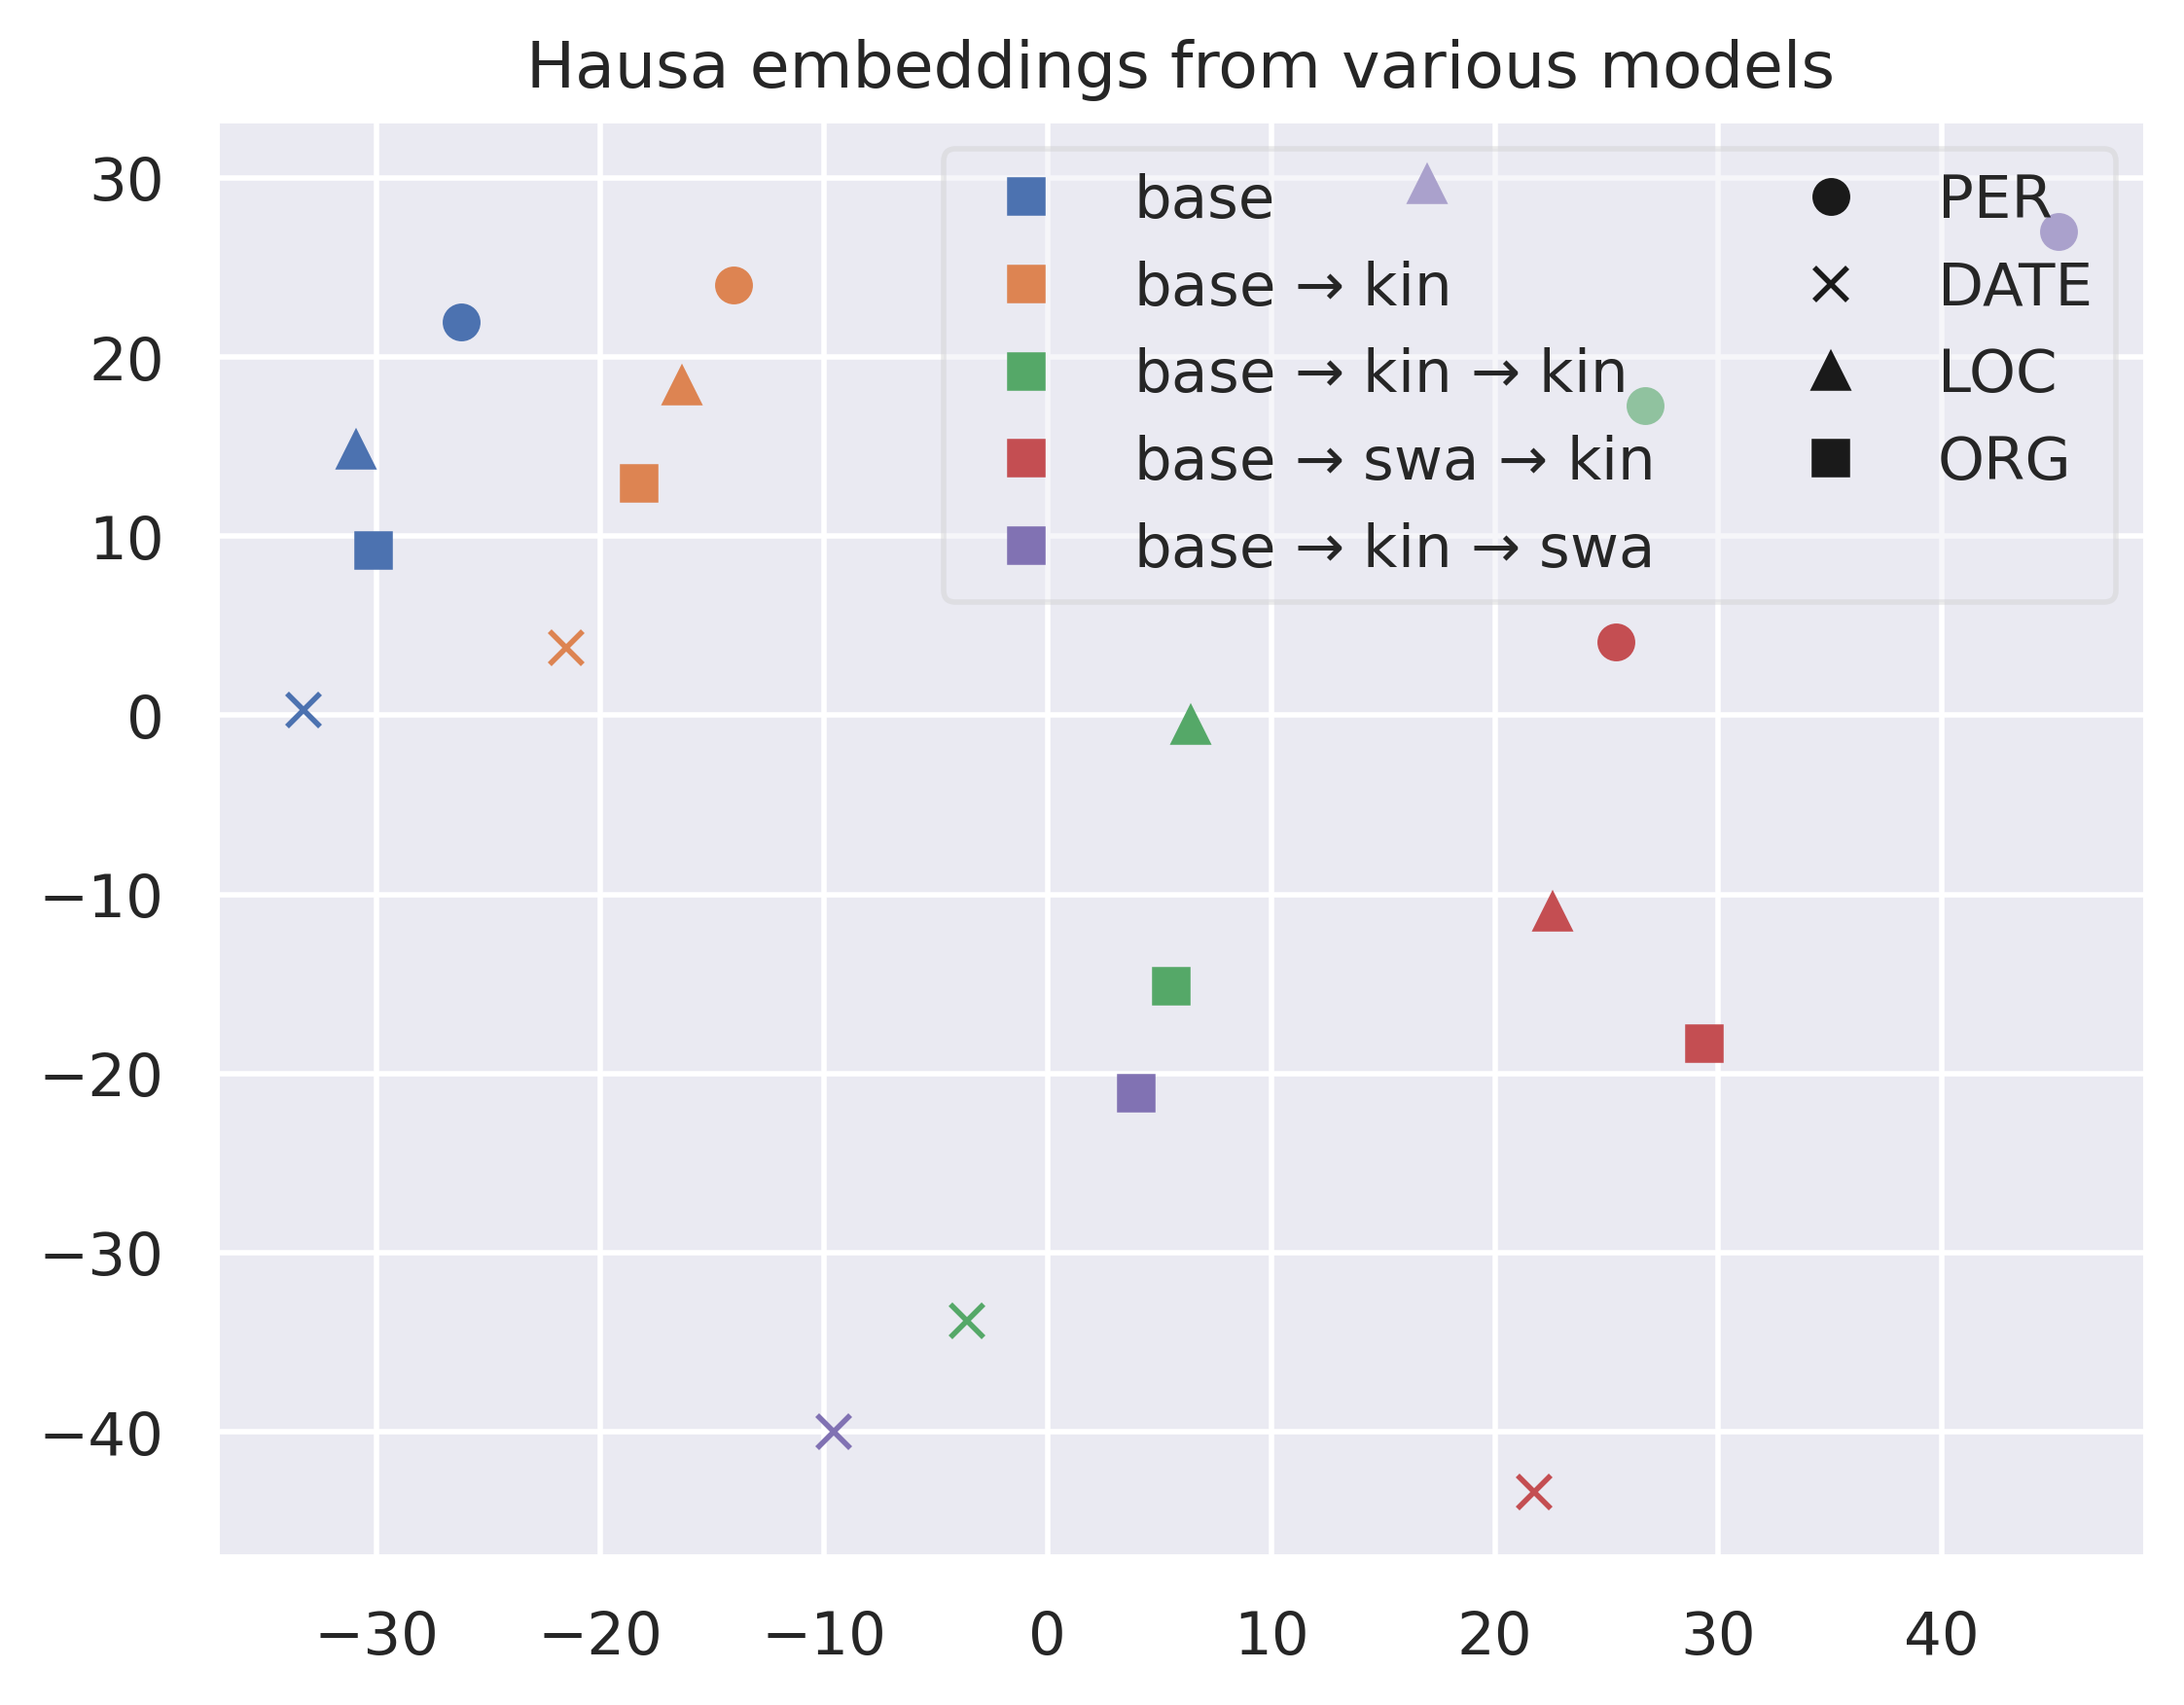 Hausa embeddings from various models
30
20
10
0
−10
−20
−30
−40
base
base → kin
base → kin → kin
base → swa → kin
base → kin → swa
PER
DATE
LOC
ORG
−30 −20 −10 0 10 20 30 40